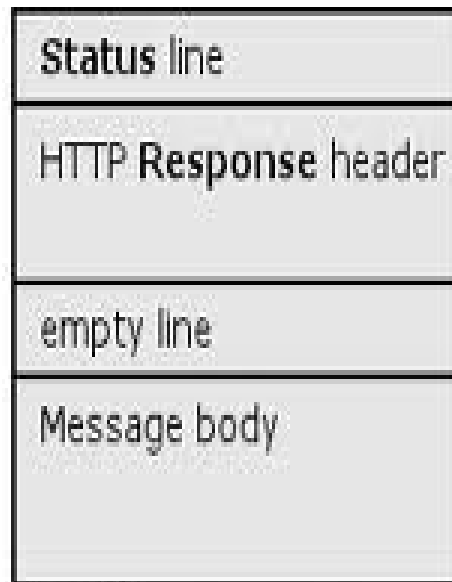 Status line
HTTP Response header
empty line
Message body